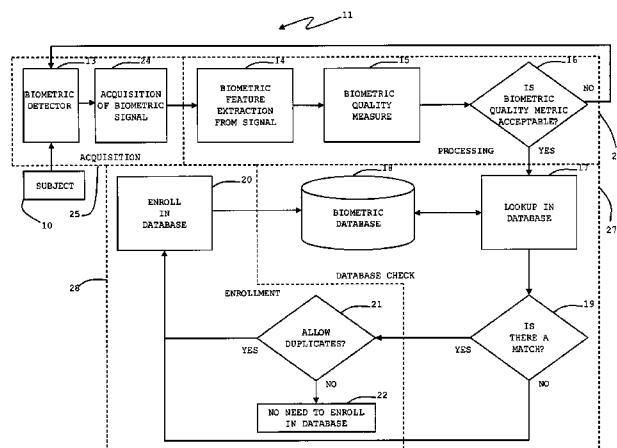 11
13
24
14
15
16
BIOMETRIC
DETECTOR
ACQUISITION
OF BIOMETRIC
SIGNAL
BIOMETRIC
FEATURE
EXTRACTION
FROM SIGNAL
BIOMETRIC
QUALITY
MEASURE
IS
BIOMETRIC
QUALITY METRIC
ACCEPTABLE?
NO
YES
2
ACQUISITION
PROCESSING
SUBJECT
10
25
20
ENROLL
IN
DATABASE
18
BIOMETRIC
DATABASE
17
LOOKUP IN
DATABASE
27
28
DATABASE CHECK
ENROLLMENT
21
ALLOW
DUPLICATES?
YES
NO
19
IS
THERE A
MATCH?
YES
NO
22
NO NEED TO ENROLL
IN DATABASE